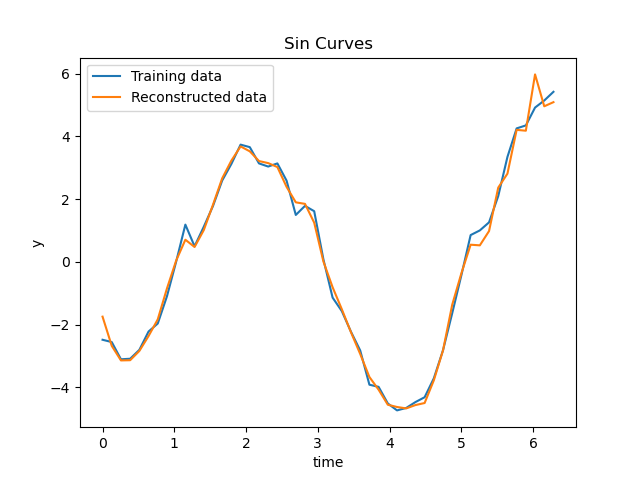 Sin Curves
Training data
Reconstructed data
6
4
2
0
−2
−4
y
0 1 2 3 4 5 6
time